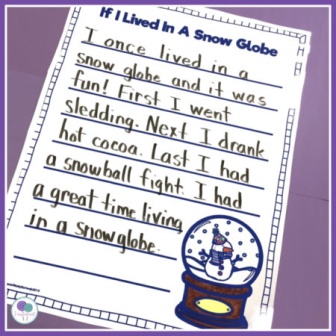 If I Lived In A Snow Globe
I once lived in a
snow globe and it was
fun! First I went
sledding. Next I drank
hot cocoa. Last I had
a snowball fight. I had
a great time living
in a snowglobe.